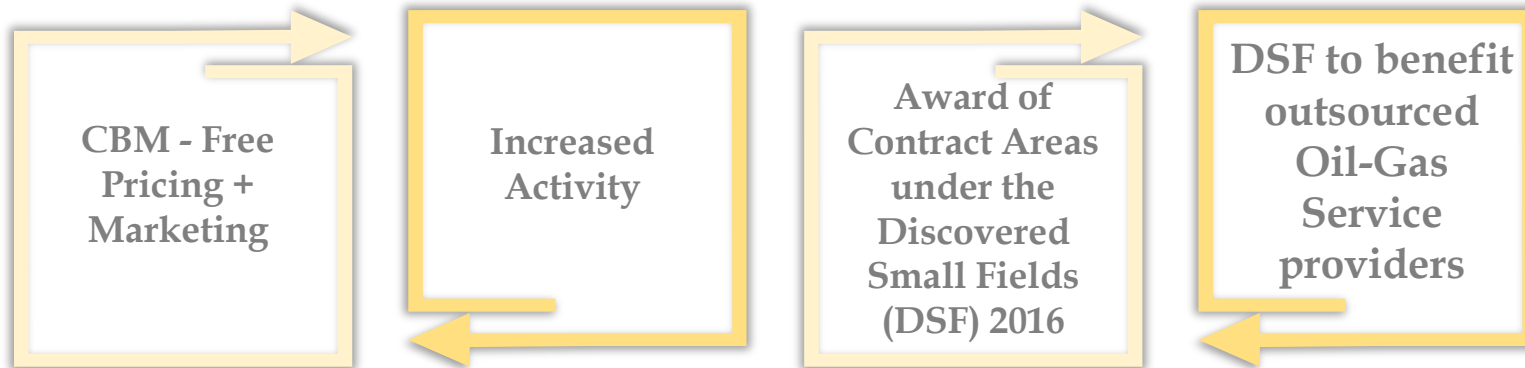 CBM - Free
Pricing +
Marketing
Increased
Activity
Award of
Contract Areas
under the
Discovered
Small Fields
(DSF) 2016
DSF to benefit
outsourced
Oil-Gas
Service
providers